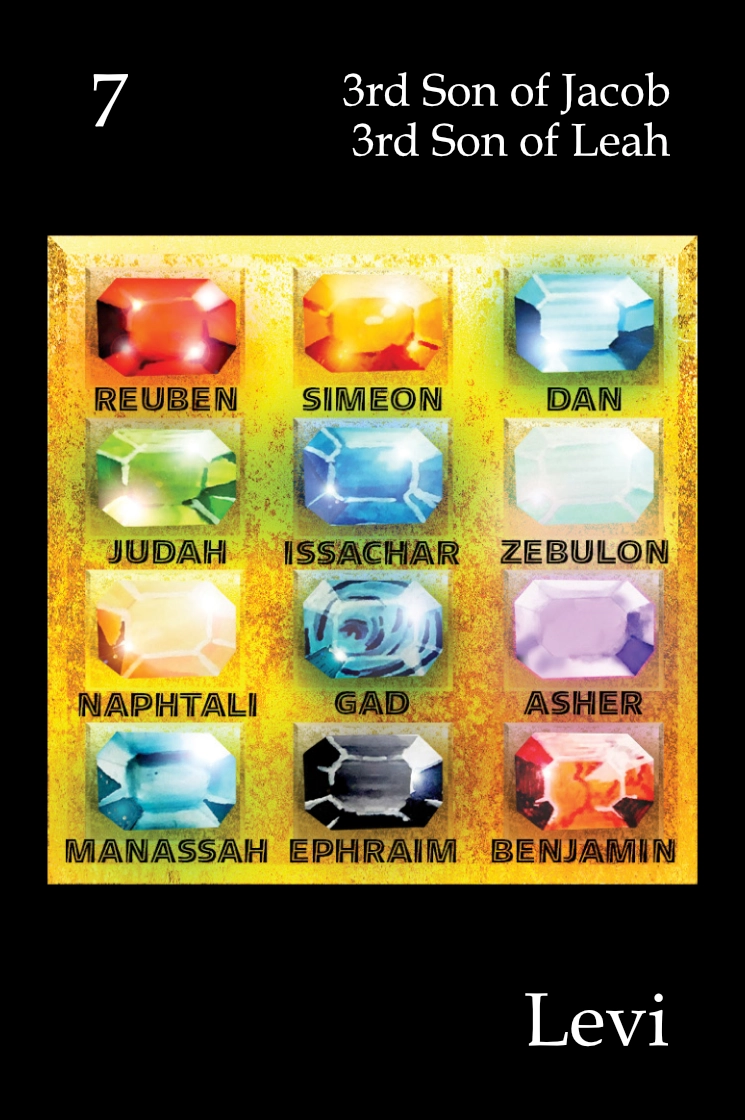 7
3rd Son of Jacob
3rd Son of Leah
REUBEN SIMEON DAN
JUDAH ISSACHAR ZEBULON
NAPHTALI GAD ASHER
MANASSAH EPHRAIM BENJAMIN
Levi